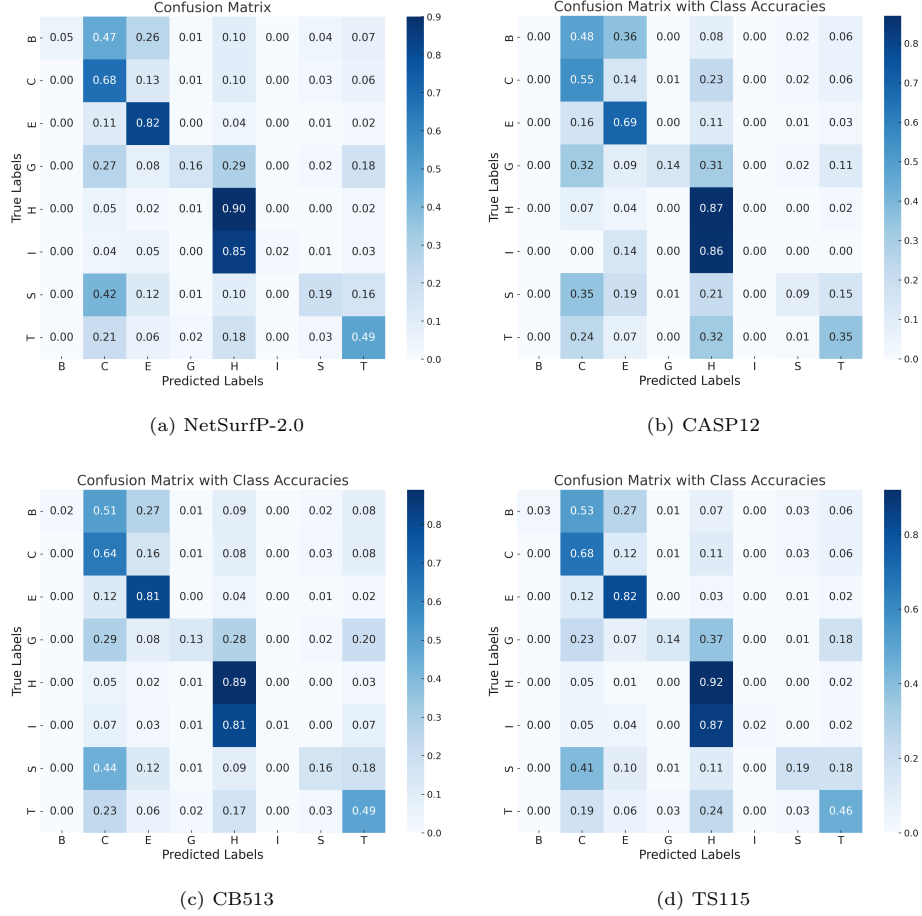 Confusion Matrix
B 0.05 0.47 0.26 0.01 0.10 0.00 0.04 0.07
C 0.00 0.68 0.13 0.01 0.10 0.00 0.03 0.06
E 0.00 0.11 0.82 0.00 0.04 0.00 0.01 0.02
G 0.00 0.27 0.08 0.16 0.29 0.00 0.02 0.18
H 0.00 0.05 0.02 0.01 0.90 0.00 0.00 0.02
I 0.00 0.04 0.05 0.00 0.85 0.02 0.01 0.03
S 0.00 0.42 0.12 0.01 0.10 0.00 0.19 0.16
T 0.00 0.21 0.06 0.02 0.18 0.00 0.03 0.49
B C E G H I S T
True Labels
Predicted Labels
0.9
0.8
0.7
0.6
0.5
0.4
0.3
0.2
0.1
0.0
(a) NetSurfP-2.0
Confusion Matrix with Class Accuracies
B 0.00 0.48 0.36 0.00 0.08 0.00 0.02 0.06
C 0.00 0.55 0.14 0.01 0.23 0.00 0.02 0.06
E 0.00 0.16 0.69 0.00 0.11 0.00 0.01 0.03
G 0.00 0.32 0.09 0.14 0.31 0.00 0.02 0.11
H 0.00 0.07 0.04 0.00 0.87 0.00 0.00 0.02
I 0.00 0.00 0.14 0.00 0.86 0.00 0.00 0.00
S 0.00 0.35 0.19 0.01 0.21 0.00 0.09 0.15
T 0.00 0.24 0.07 0.00 0.32 0.00 0.01 0.35
B C E G H I S T
True Labels
Predicted Labels
0.8
0.7
0.6
0.5
0.4
0.3
0.2
0.1
0.0
(b) CASP12
Confusion Matrix with Class Accuracies
B 0.02 0.51 0.27 0.01 0.09 0.00 0.03 0.08
C 0.00 0.64 0.16 0.01 0.08 0.00 0.03 0.08
E 0.00 0.12 0.81 0.00 0.04 0.00 0.01 0.02
G 0.00 0.29 0.08 0.13 0.28 0.00 0.02 0.20
H 0.00 0.05 0.02 0.01 0.89 0.00 0.00 0.03
I 0.00 0.07 0.03 0.01 0.81 0.01 0.00 0.07
S 0.00 0.44 0.12 0.01 0.09 0.00 0.16 0.18
T 0.00 0.23 0.06 0.02 0.17 0.00 0.03 0.49
B C E G H I S T
True Labels
Predicted Labels
0.8
0.7
0.6
0.5
0.4
0.3
0.2
0.1
0.0
(c) CB513
Confusion Matrix with Class Accuracies
B 0.03 0.53 0.27 0.01 0.07 0.00 0.03 0.06
C 0.00 0.68 0.12 0.01 0.11 0.00 0.03 0.06
E 0.00 0.12 0.82 0.00 0.03 0.00 0.01 0.02
G 0.00 0.23 0.07 0.14 0.37 0.00 0.01 0.18
H 0.00 0.05 0.01 0.01 0.92 0.00 0.00 0.02
I 0.00 0.05 0.04 0.00 0.87 0.02 0.00 0.02
S 0.00 0.41 0.10 0.01 0.11 0.00 0.19 0.18
T 0.00 0.19 0.06 0.03 0.24 0.00 0.03 0.46
B C E G H I S T
True Labels
Predicted Labels
0.8
0.6
0.4
0.2
0.0
(d) TS115